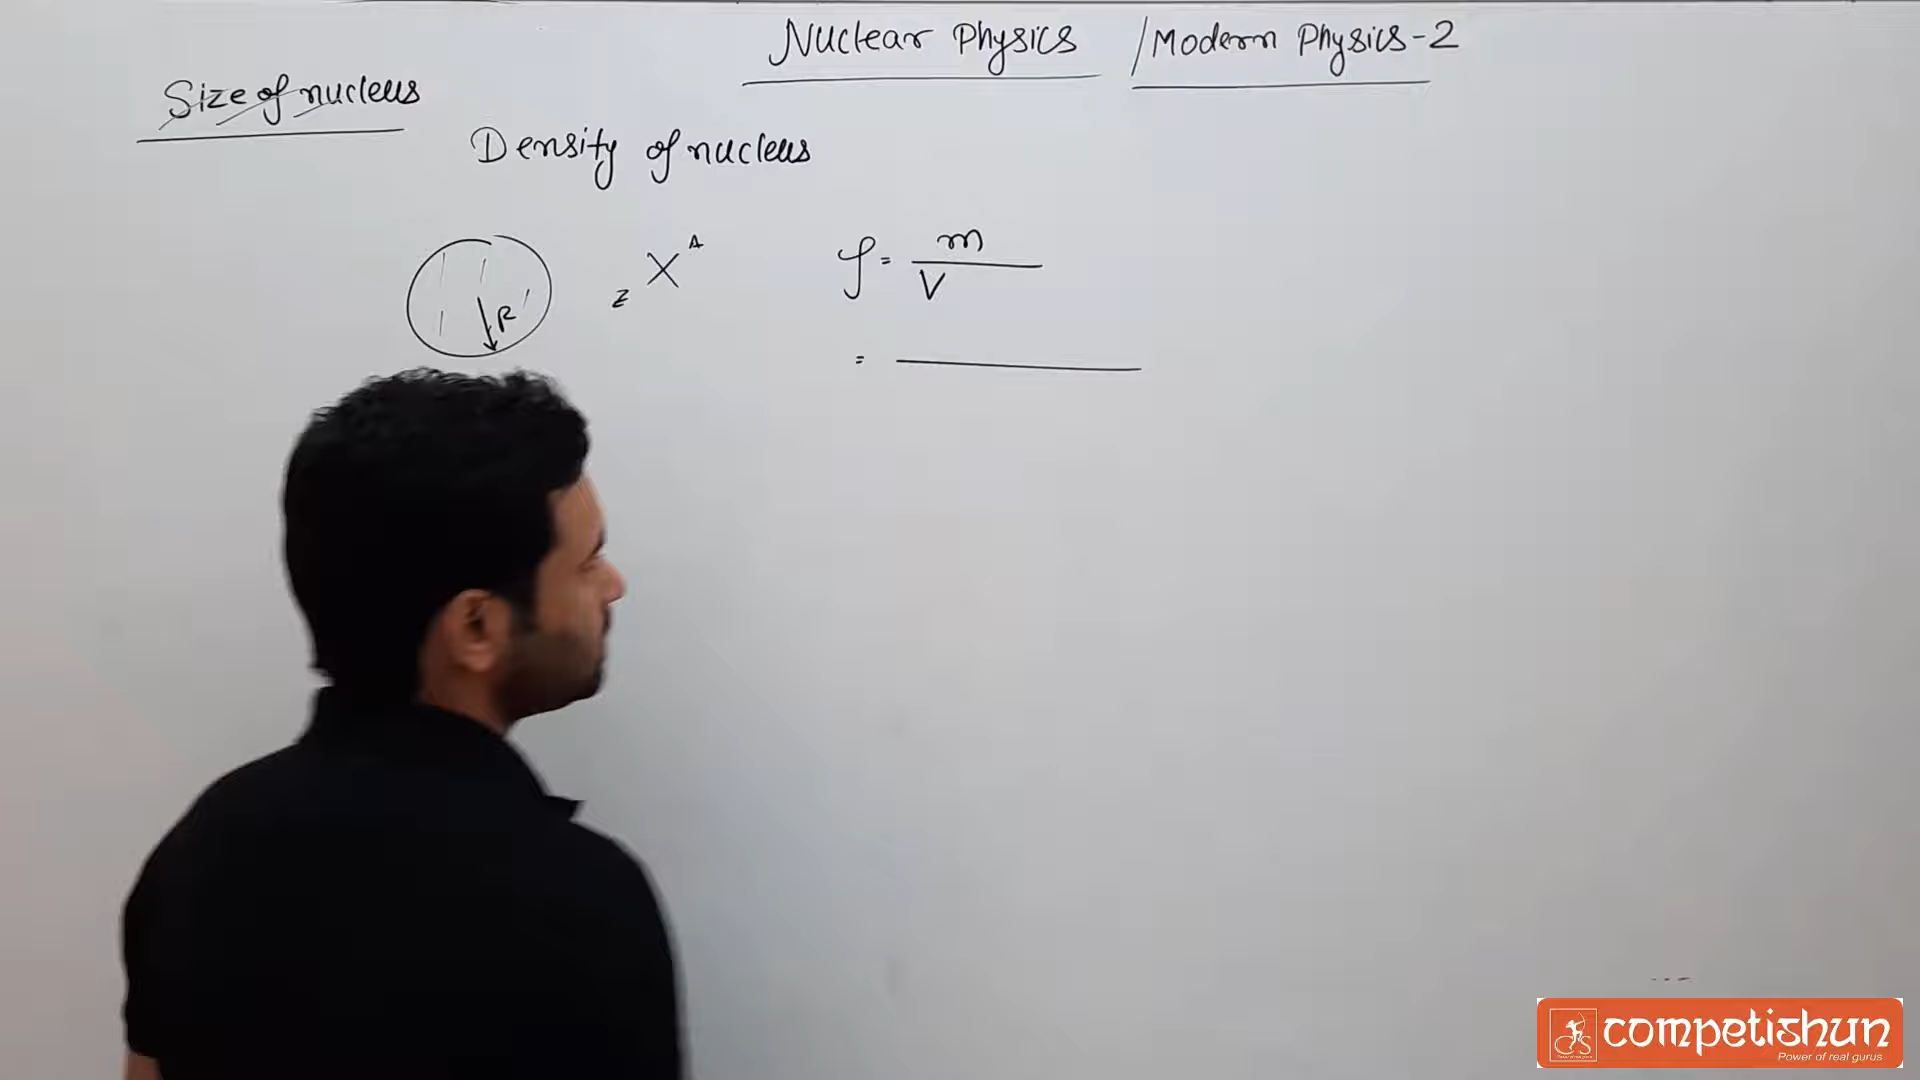 Nuclear Physics / Modern Physics-2
Size of nucleus
Density of nucleus
R
z X A
ρ = m
V
=
competishun
Power of real gurus